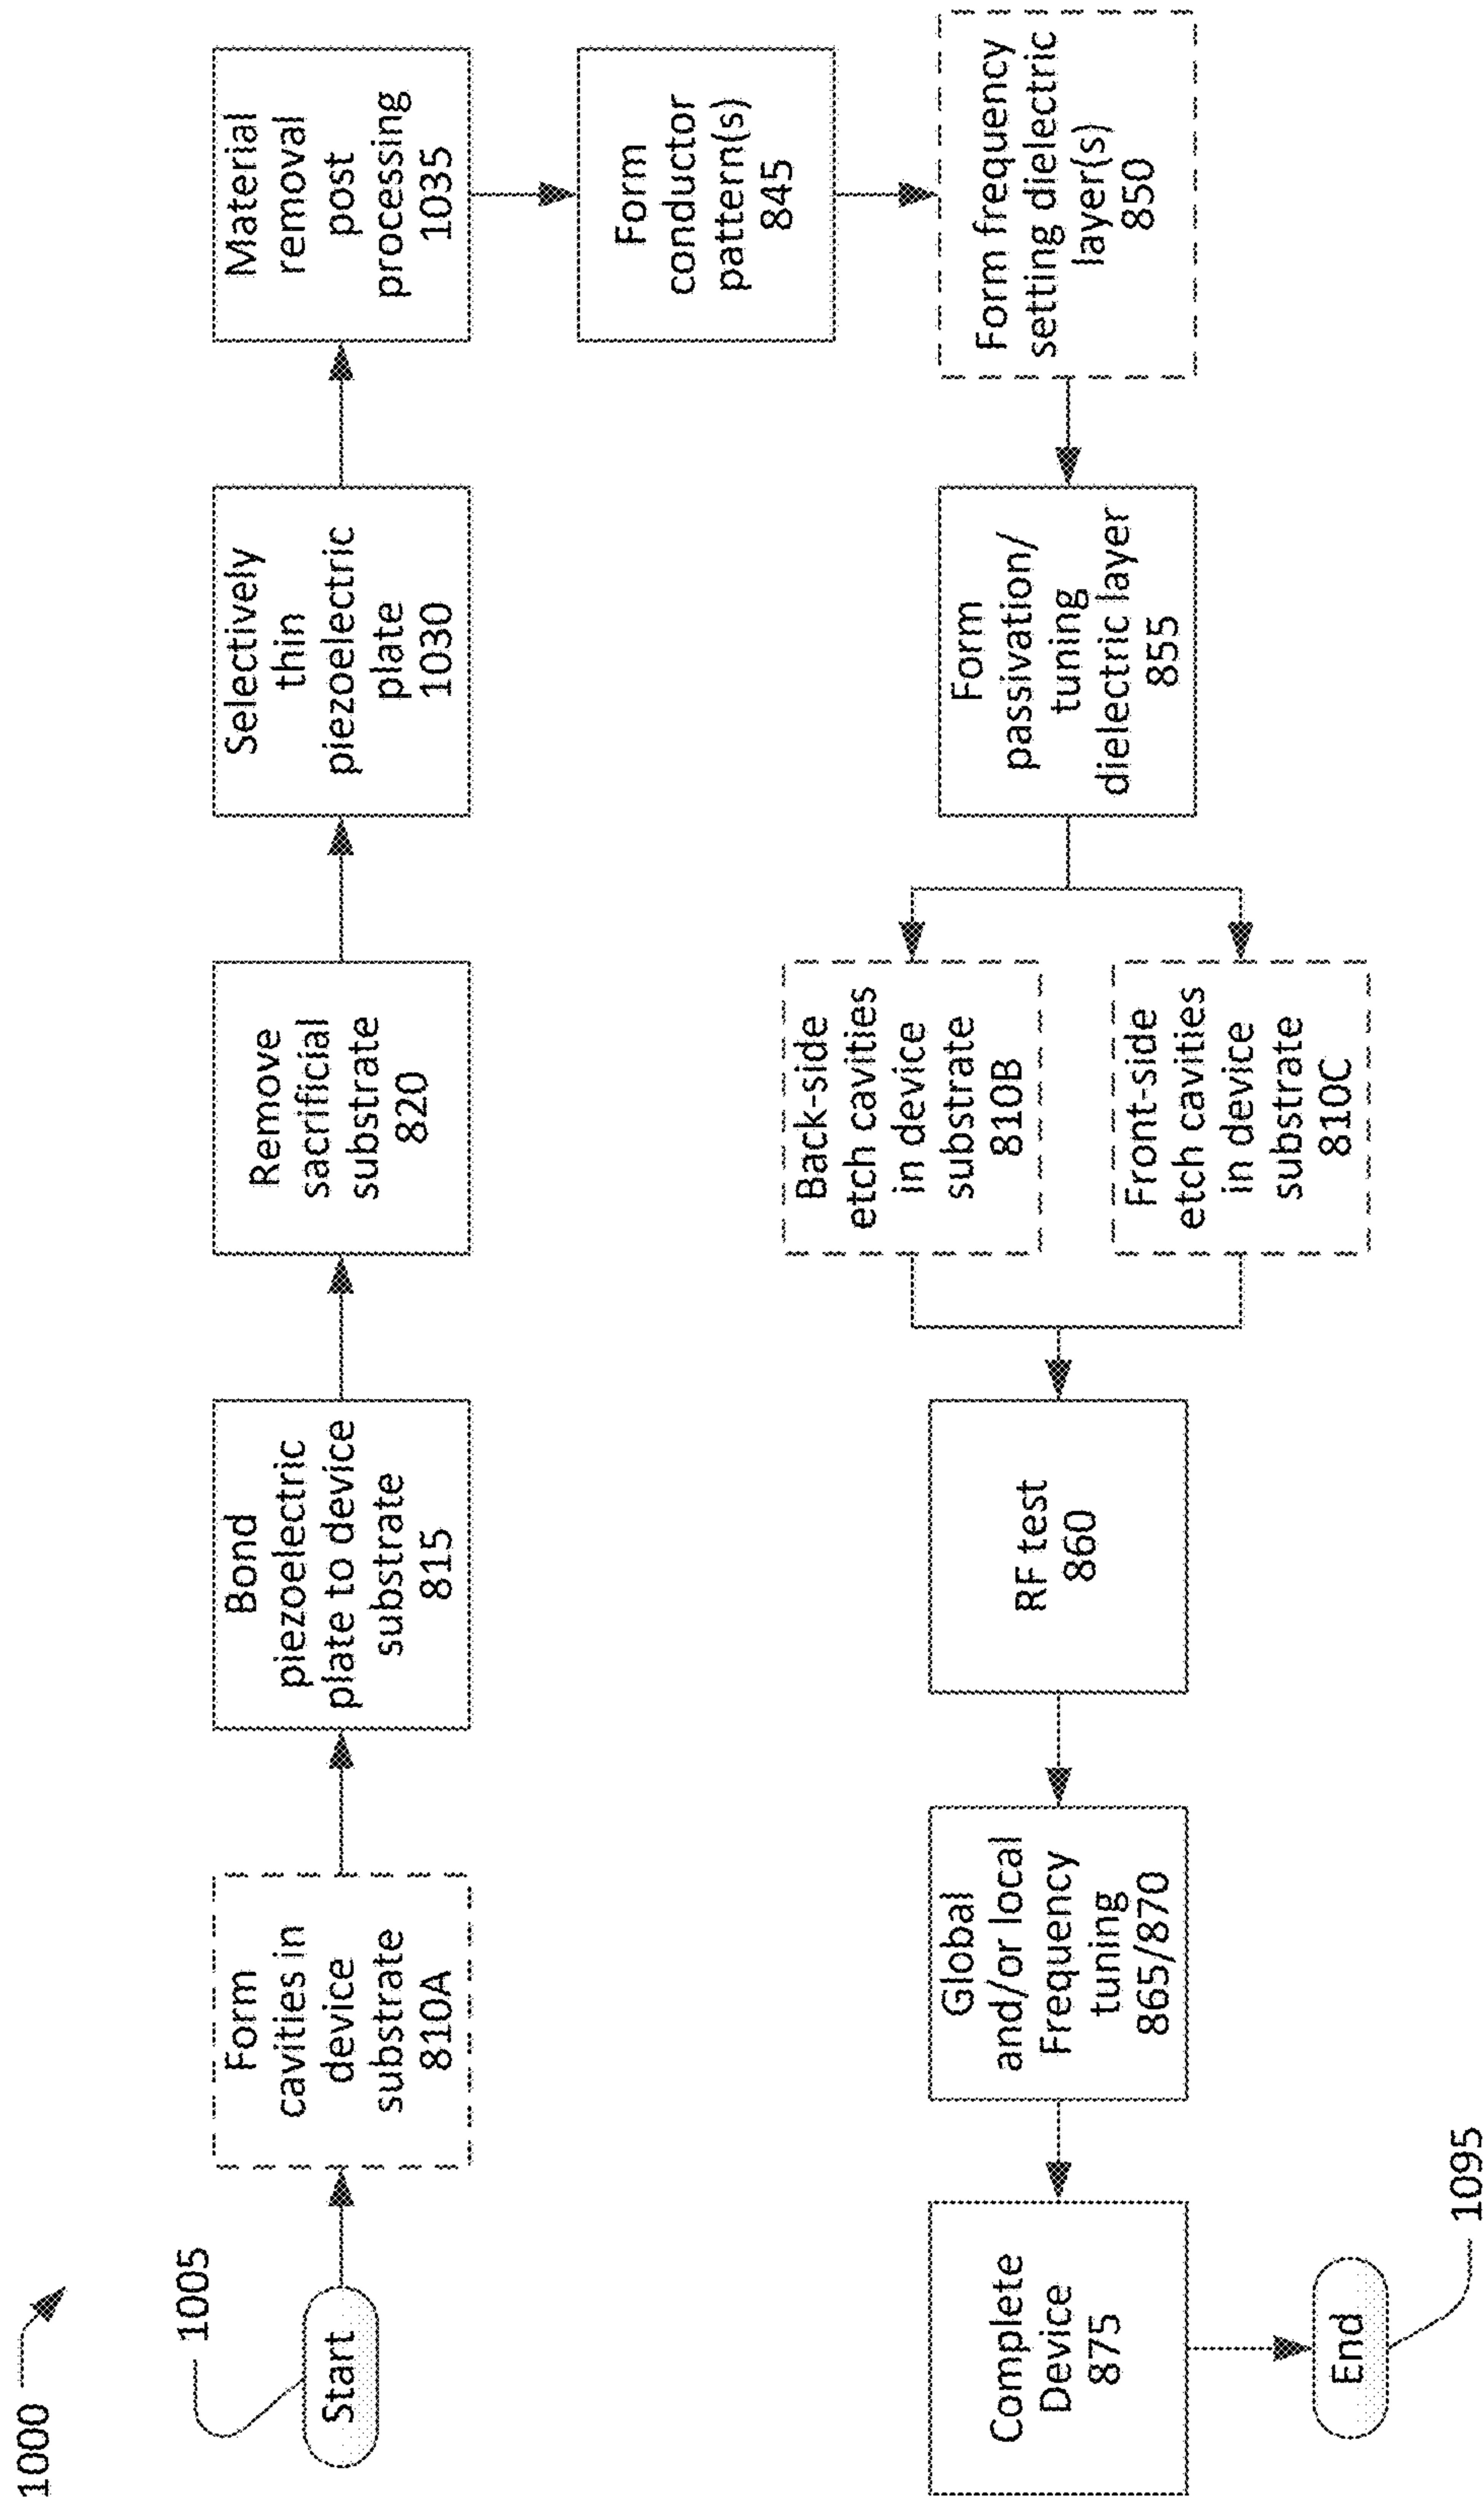 1000
1005
Start
Form
cavities in
device
substrate
810A
Bond
piezoelectric
plate to device
substrate
815
Remove
sacrificial
substrate
820
Selectively
thin
piezoelectric
plate
1030
Material
removal
post
processing
1035
Form
conductor
pattern(s)
845
Form frequency
setting dielectric
layer(s)
850
Form
passivation/
tuning
dielectric layer
855
Back-side
etch cavities
in device
substrate
810B
Front-side
etch cavities
in device
substrate
810C
RF test
860
Global
and/or local
Frequency
tuning
865/870
Complete
Device
875
End
1095